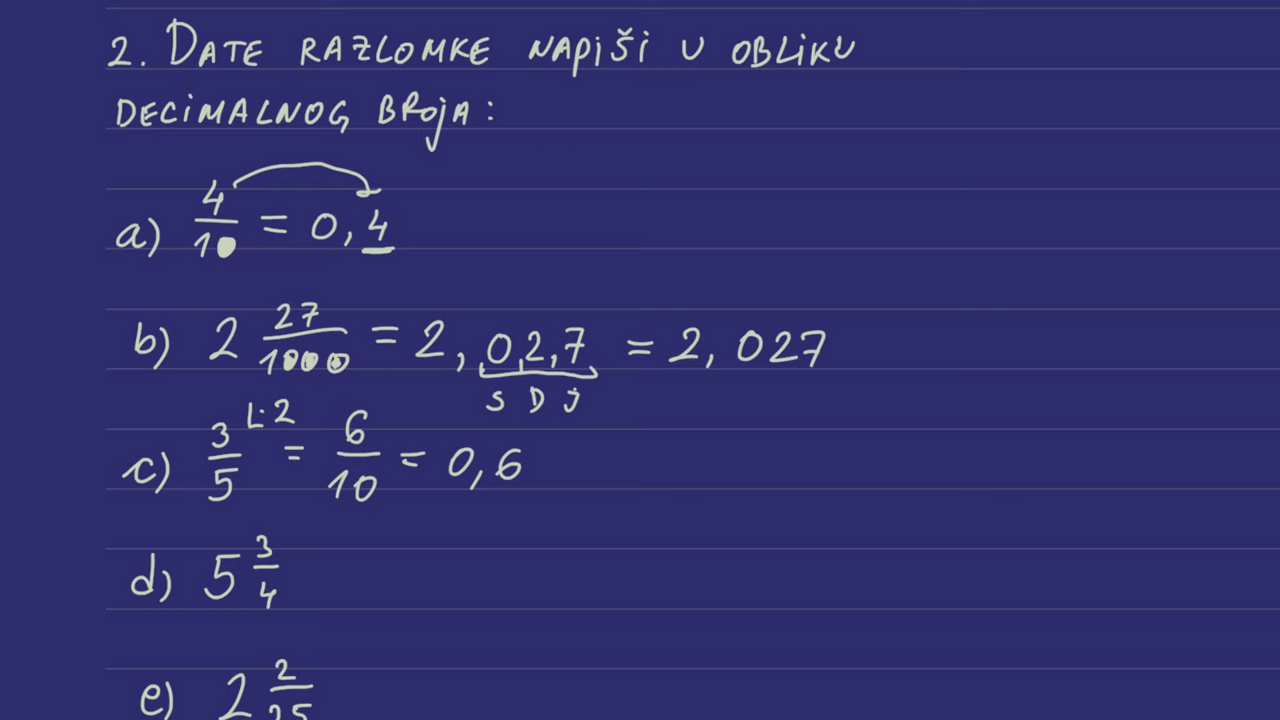 2. DATE RAZLOMKE NAPIŠI U OBLIKU
DECIMALNOG BROJA:
a) 4/10 = 0,4
b) 2 27/1000 = 2,0,2,7 = 2,027
S D J
c) 3/5 L·2 = 6/10 = 0,6
d) 5 3/4
e) 2 2/25